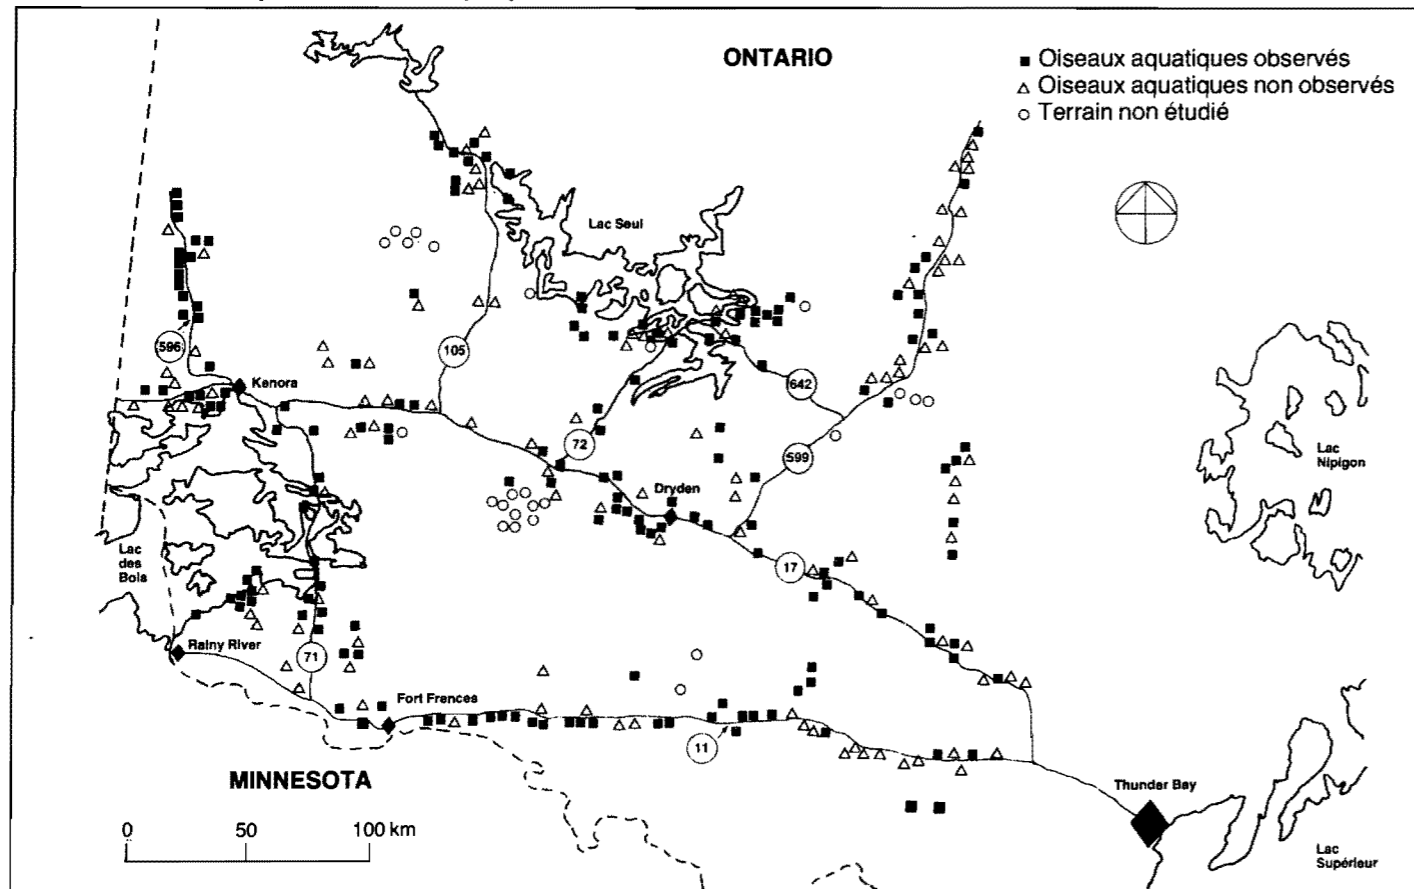 ONTARIO
Oiseaux aquatiques observés
Oiseaux aquatiques non observés
Terrain non étudié
Lac Seul
596
Kenora
105
642
72
599
Lac
Nipigon
Dryden
Lac
des
Bois
17
Rainy River
71
Fort Frences
11
MINNESOTA
Thunder Bay
0 50 100 km
Lac
Supérieur